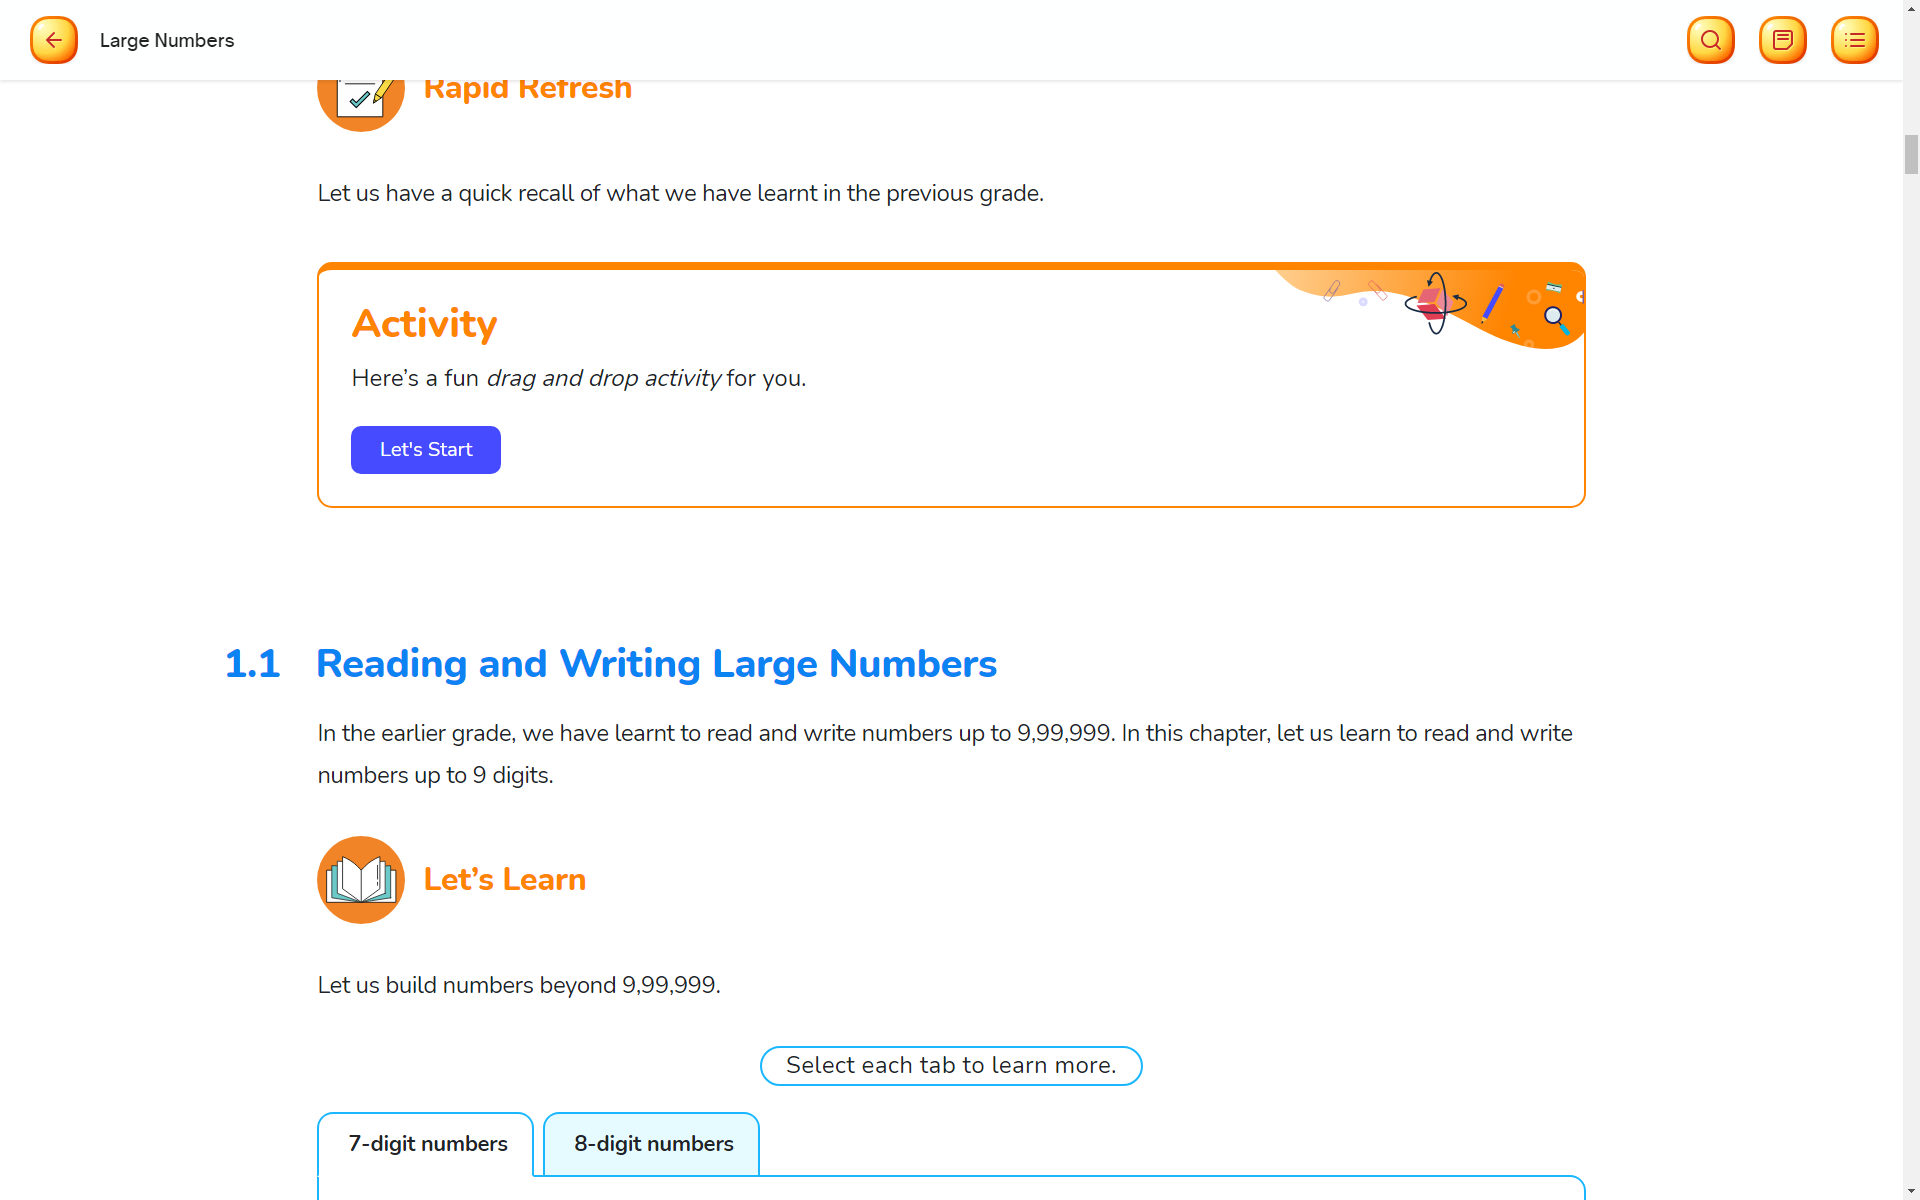 Large Numbers
Rapid Refresh
Let us have a quick recall of what we have learnt in the previous grade.
Activity
Here’s a fun drag and drop activity for you.
Let's Start
1.1 Reading and Writing Large Numbers
In the earlier grade, we have learnt to read and write numbers up to 9,99,999. In this chapter, let us learn to read and write
numbers up to 9 digits.
Let’s Learn
Let us build numbers beyond 9,99,999.
Select each tab to learn more.
7-digit numbers
8-digit numbers